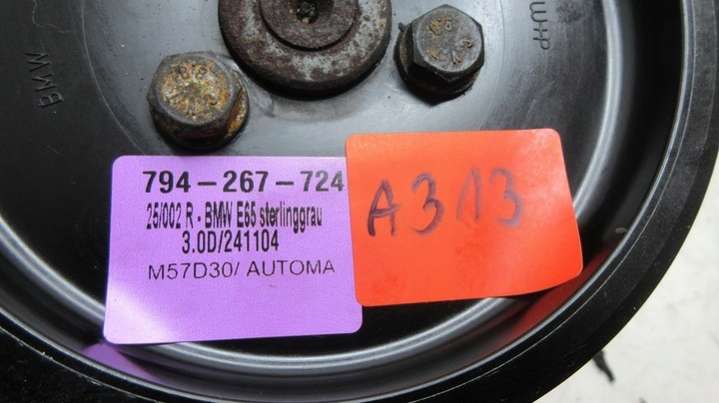 W+P
BMW
794-267-724
25/002 R - BMW E65 sterlinggrau
3.0D/241104
M57D30/ AUTOMA
A313